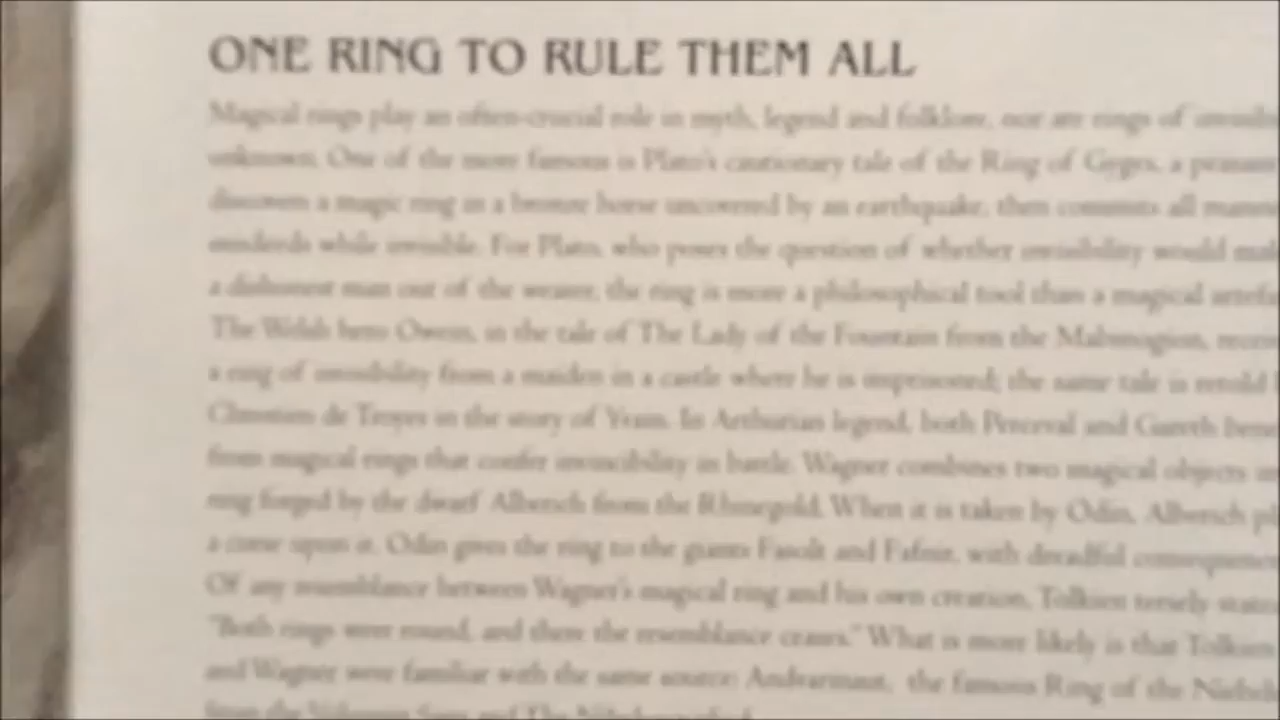 ONE RING TO RULE THEM ALL
Magical rings play an often-crucial role in myth, legend and folklore, nor are rings of
unknown. One of the more famous is Plato's cautionary tale of the Ring of Gyges, a
discovers a magic ring in a bronze horse uncovered by an earthquake, then commits all
misdeeds while invisible. For Plato, who poses the question of whether invisibility would
a dishonest man out of the wearer, the ring is more a philosophical tool than a magical
The Welsh hero Owein, in the tale of The Lady of the Fountain from the Mabinogion,
a ring of invisibility from a maiden in a castle where he is imprisoned; the same tale is retold
Chretien de Troyes in the story of Yvain. In Arthurian legend, both Perceval and Gareth
from magical rings that confer invincibility in battle. Wagner combines two magical objects
ring forged by the dwarf Alberich from the Rhinegold. When it is taken by Odin, Alberich
a curse upon it. Odin gives the ring to the giants Fasolt and Fafnir, with dreadful
Of any resemblance between Wagner's magical ring and his own creation, Tolkien tersely
"Both rings were round, and there the resemblance ceases." What is more likely is that Tolkien
and Wagner were familiar with the same source: Andvarinaut, the famous Ring of the
from the Volsunga Saga and The Nibelungenlied.